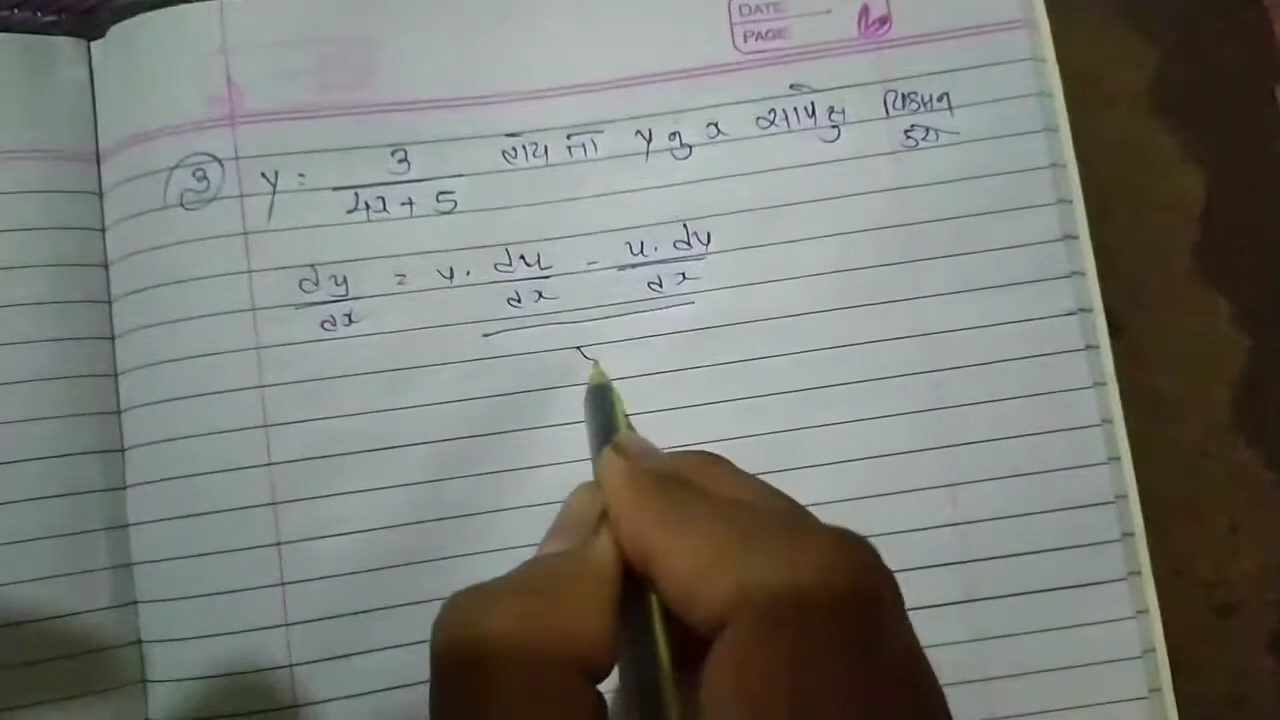 DATE
PAGE
③ y = 3 / 4x + 5 હોય તો y નું x સાપેક્ષે વિકલન કરો
dy / dx = v. du / dx - u. dv / dx